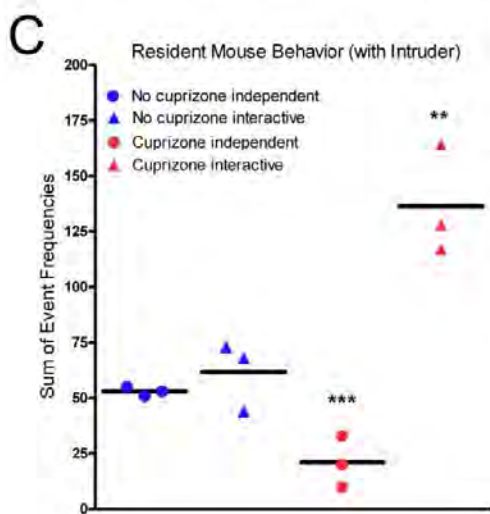 C
Resident Mouse Behavior (with Intruder)
Sum of Event Frequencies
200
175
150
125
100
75
50
25
0
No cuprizone independent
No cuprizone interactive
Cuprizone independent
Cuprizone interactive
**
***